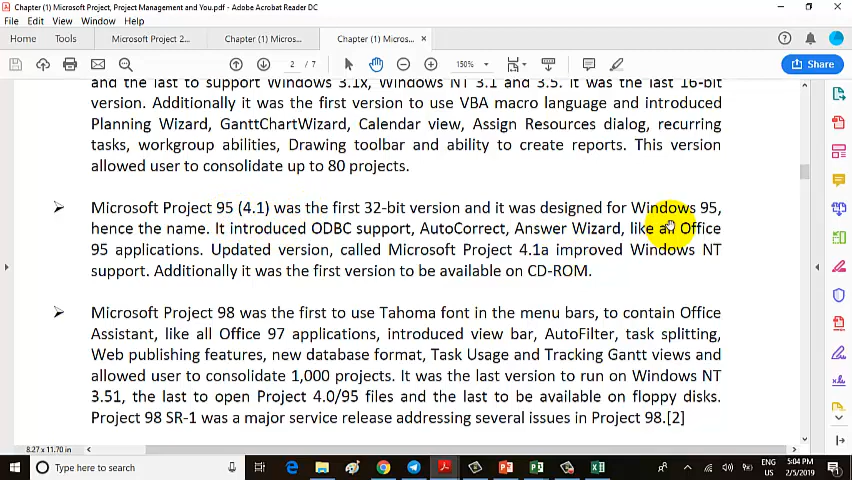 Chapter (1) Microsoft Project, Project Management and You.pdf - Adobe Acrobat Reader DC
File Edit View Window Help
Home Tools Microsoft Project 2... Chapter (1) Micros... Chapter (1) Micros... × Sign In
2 / 7 150% Share
and the last to support Windows 3.1x, Windows NT 3.1 and 3.5. It was the last 16-bit
version. Additionally it was the first version to use VBA macro language and introduced
Planning Wizard, GanttChartWizard, Calendar view, Assign Resources dialog, recurring
tasks, workgroup abilities, Drawing toolbar and ability to create reports. This version
allowed user to consolidate up to 80 projects.
Microsoft Project 95 (4.1) was the first 32-bit version and it was designed for Windows 95,
hence the name. It introduced ODBC support, AutoCorrect, Answer Wizard, like all Office
95 applications. Updated version, called Microsoft Project 4.1a improved Windows NT
support. Additionally it was the first version to be available on CD-ROM.
Microsoft Project 98 was the first to use Tahoma font in the menu bars, to contain Office
Assistant, like all Office 97 applications, introduced view bar, AutoFilter, task splitting,
Web publishing features, new database format, Task Usage and Tracking Gantt views and
allowed user to consolidate 1,000 projects. It was the last version to run on Windows NT
3.51, the last to open Project 4.0/95 files and the last to be available on floppy disks.
Project 98 SR-1 was a major service release addressing several issues in Project 98.[2]
8.27 x 11.70 in
Type here to search
ENG
US
5:04 PM
2/5/2019